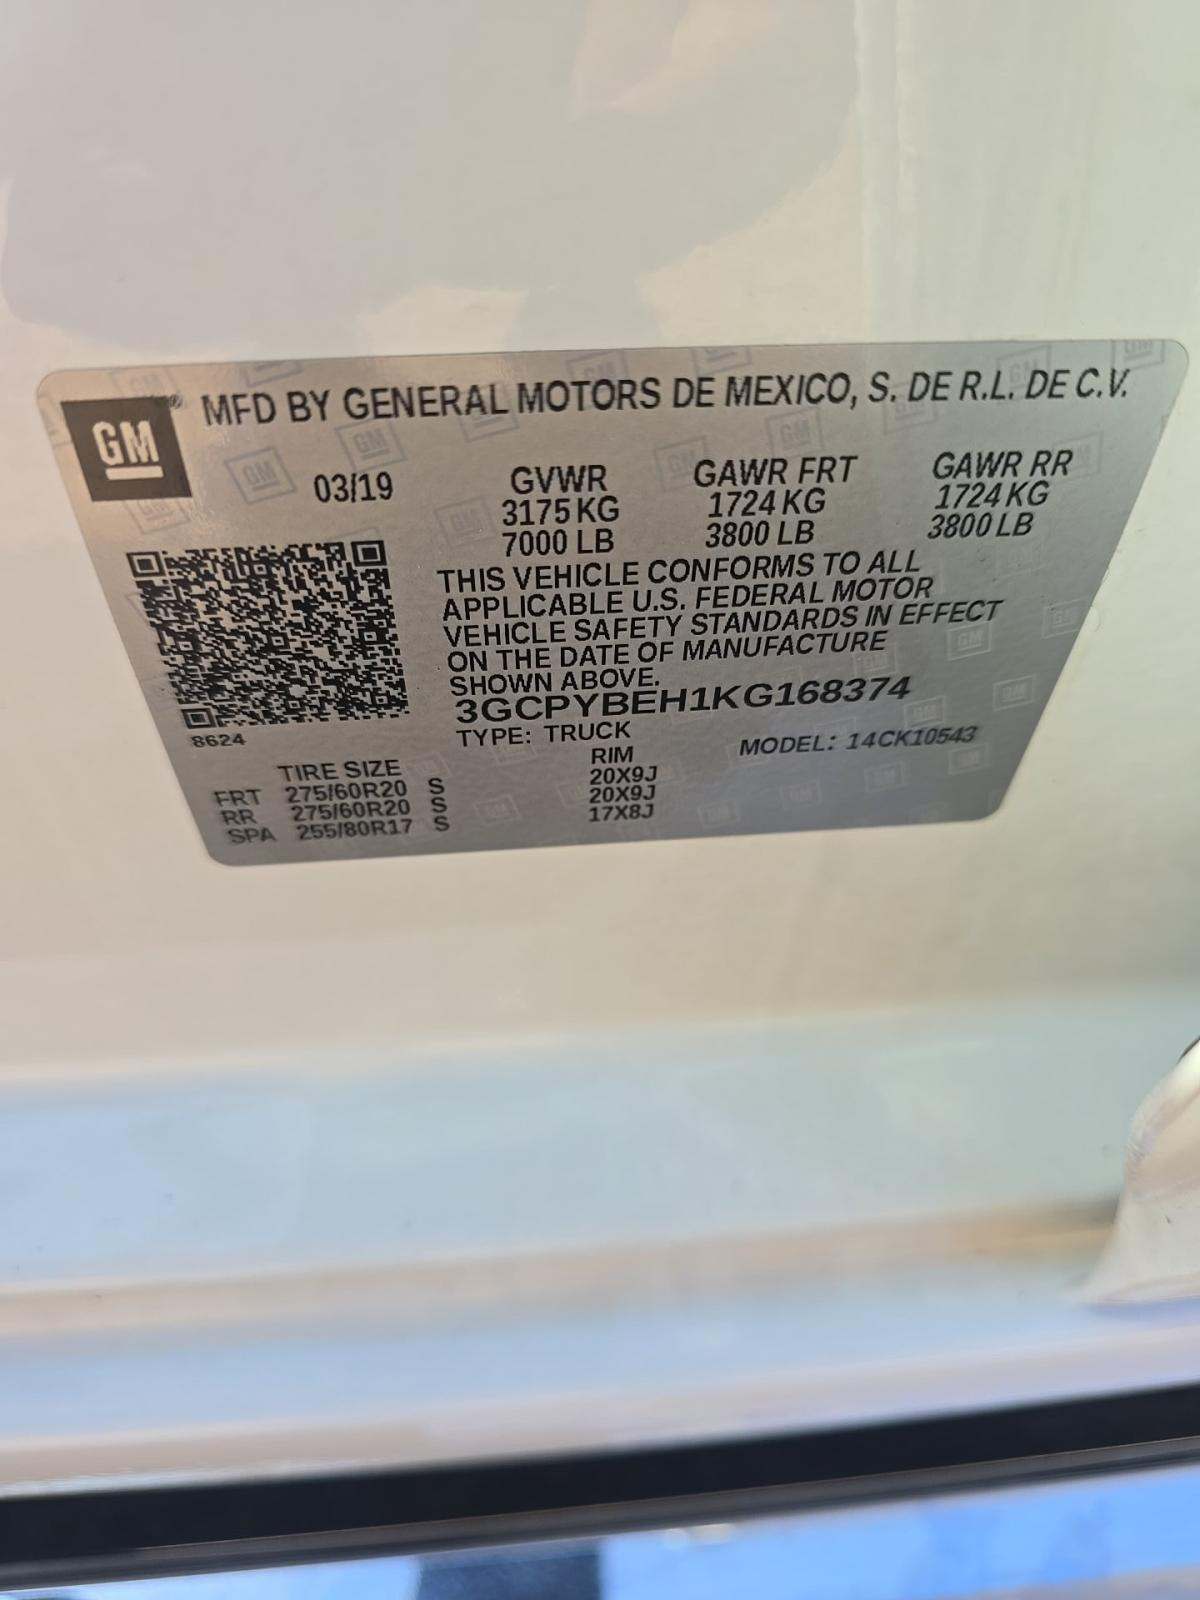 GM
MFD BY GENERAL MOTORS DE MEXICO, S. DE R.L. DE C.V.
03/19 GVWR GAWR FRT GAWR RR
3175 KG 1724 KG 1724 KG
7000 LB 3800 LB 3800 LB
THIS VEHICLE CONFORMS TO ALL
APPLICABLE U.S. FEDERAL MOTOR
VEHICLE SAFETY STANDARDS IN EFFECT
ON THE DATE OF MANUFACTURE
SHOWN ABOVE.
3GCPYBEH1KG168374
8624
TYPE: TRUCK MODEL: 14CK10543
TIRE SIZE RIM
FRT 275/60R20 S 20X9J
RR 275/60R20 S 20X9J
SPA 255/80R17 S 17X8J